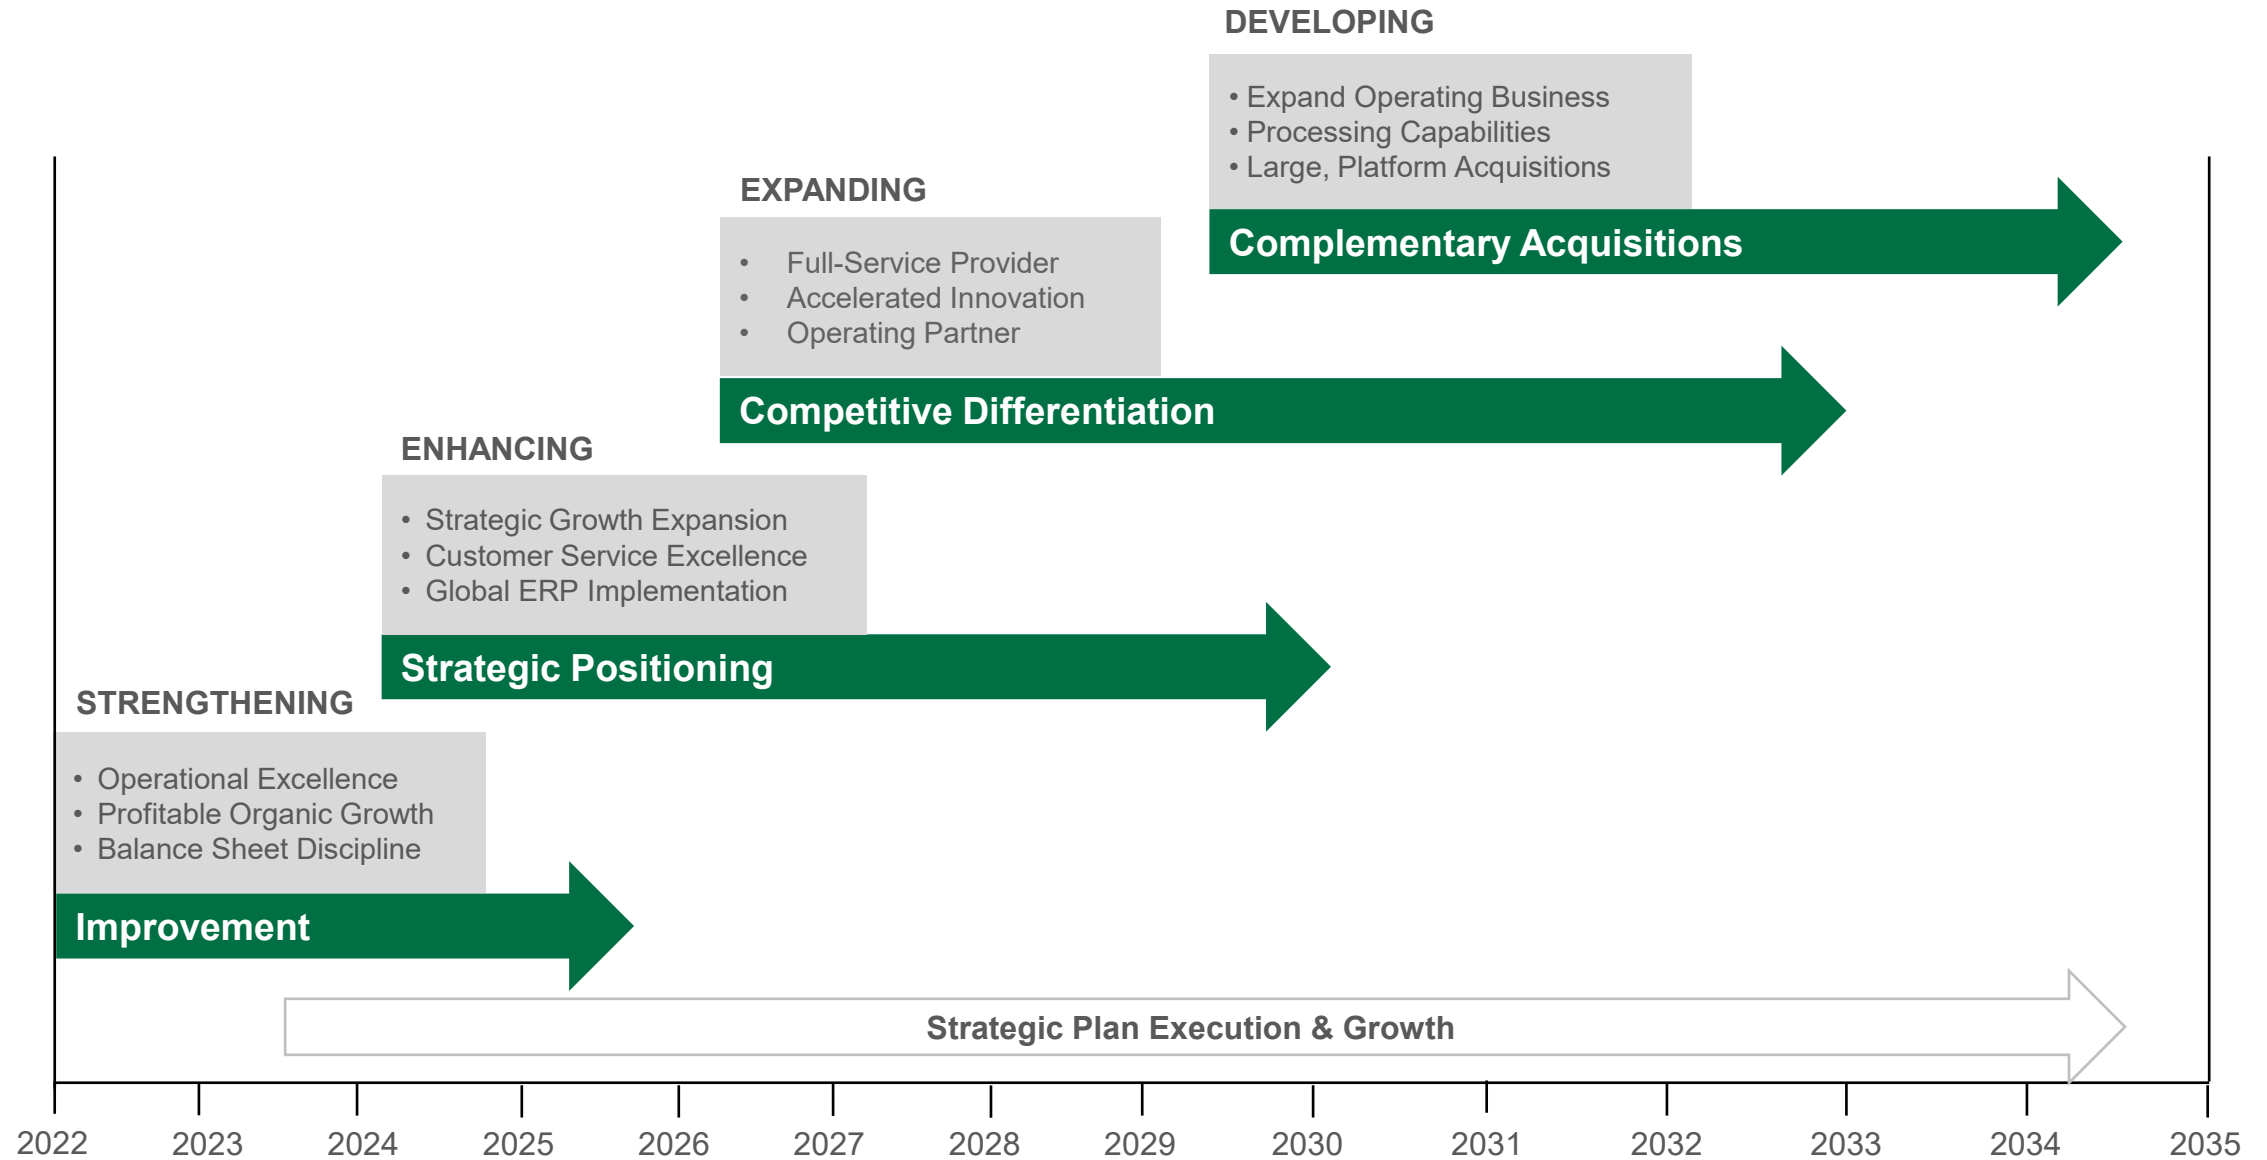 DEVELOPING
• Expand Operating Business
• Processing Capabilities
• Large, Platform Acquisitions
Complementary Acquisitions
EXPANDING
• Full-Service Provider
• Accelerated Innovation
• Operating Partner
Competitive Differentiation
ENHANCING
• Strategic Growth Expansion
• Customer Service Excellence
• Global ERP Implementation
Strategic Positioning
STRENGTHENING
• Operational Excellence
• Profitable Organic Growth
• Balance Sheet Discipline
Improvement
Strategic Plan Execution & Growth
2022 2023 2024 2025 2026 2027 2028 2029 2030 2031 2032 2033 2034 2035